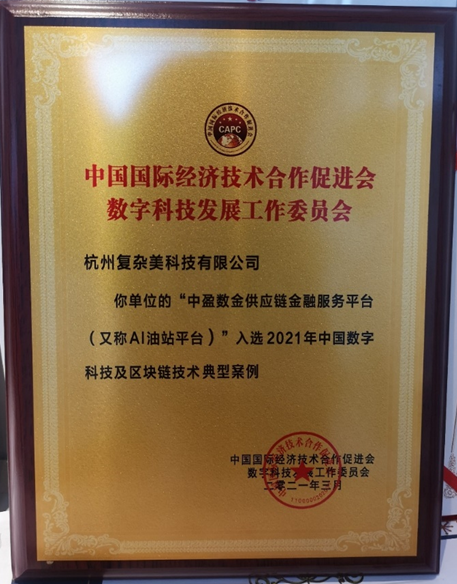 CAPC
中国国际经济技术合作促进会
数字科技发展工作委员会
杭州复杂美科技有限公司
你单位的“中盈数金供应链金融服务平台
（又称AI油站平台）”入选2021年中国数字
科技及区块链技术典型案例
中国国际经济技术合作促进会
数字科技发展工作委员会
二零二一年三月